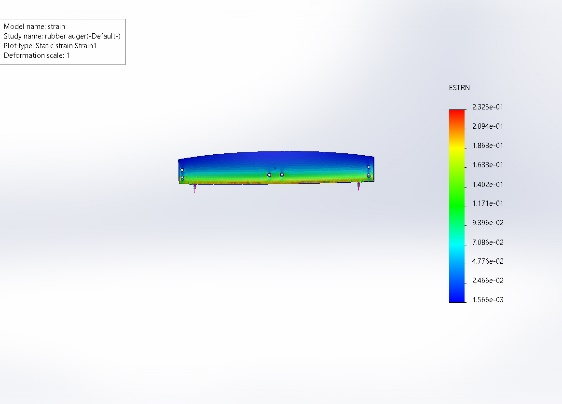 Model name: strain
Study name: rubber auger(-Default-)
Plot type: Static strain Strain1
Deformation scale: 1
ESTRN
2.325e-01
2.094e-01
1.863e-01
1.633e-01
1.402e-01
1.171e-01
9.396e-02
7.086e-02
4.776e-02
2.466e-02
1.566e-03